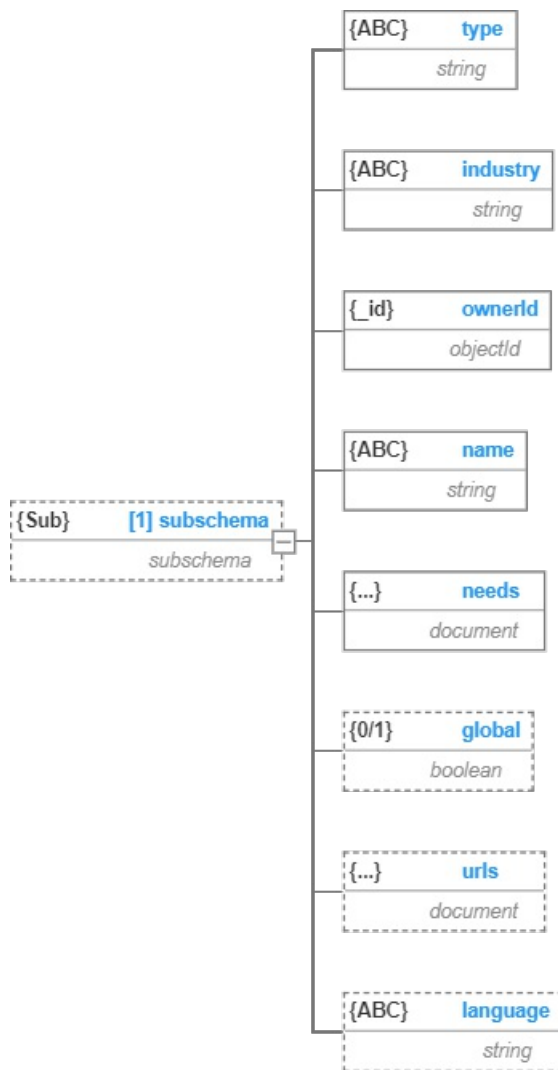 {ABC} type
string
{ABC} industry
string
{_id} ownerId
objectId
{ABC} name
string
{Sub} [1] subschema
subschema
{...} needs
document
{0/1} global
boolean
{...} urls
document
{ABC} language
string